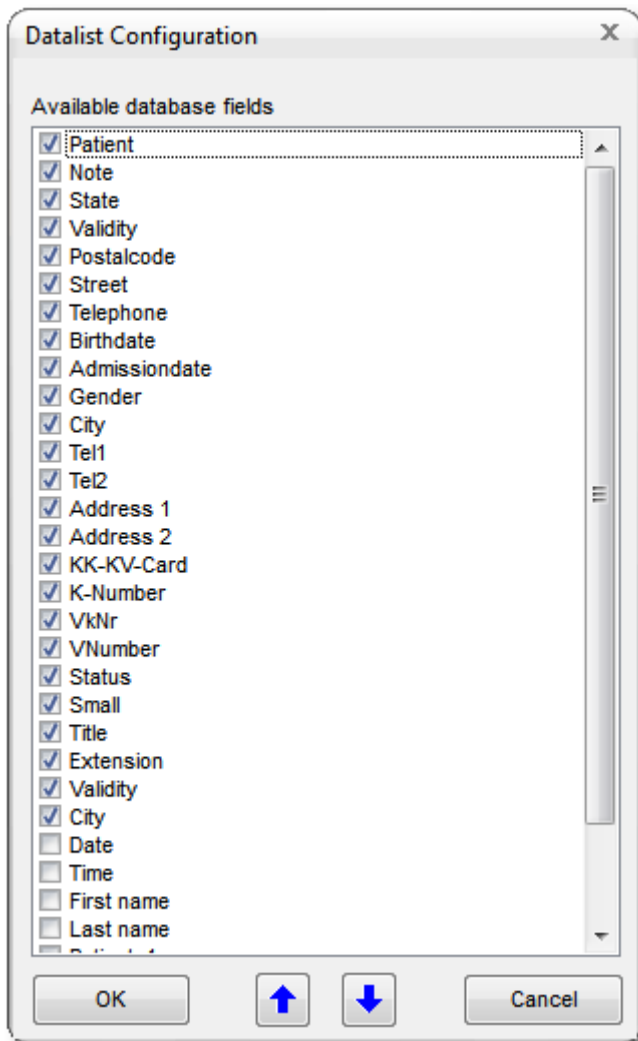 Datalist Configuration
Available database fields
Patient
Note
State
Validity
Postalcode
Street
Telephone
Birthdate
Admissiondate
Gender
City
Tel1
Tel2
Address 1
Address 2
KK-KV-Card
K-Number
VkNr
VNumber
Status
Small
Title
Extension
Validity
City
Date
Time
First name
Last name
OK
Cancel